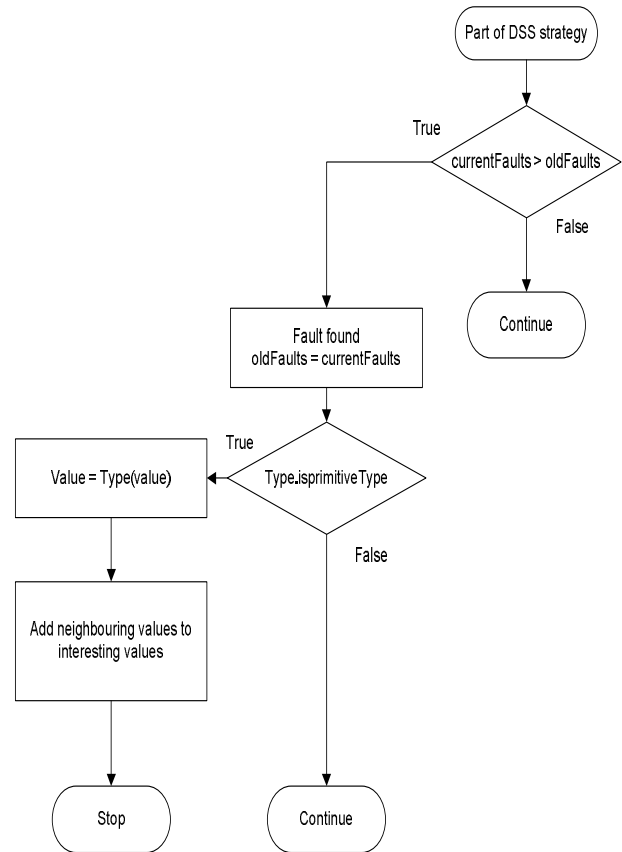 Part of DSS strategy
True
currentFaults > oldFaults
False
Continue
Fault found
oldFaults = currentFaults
True
Value = Type(value)
Type.isprimitiveType
False
Add neighbouring values to
interesting values
Stop
Continue